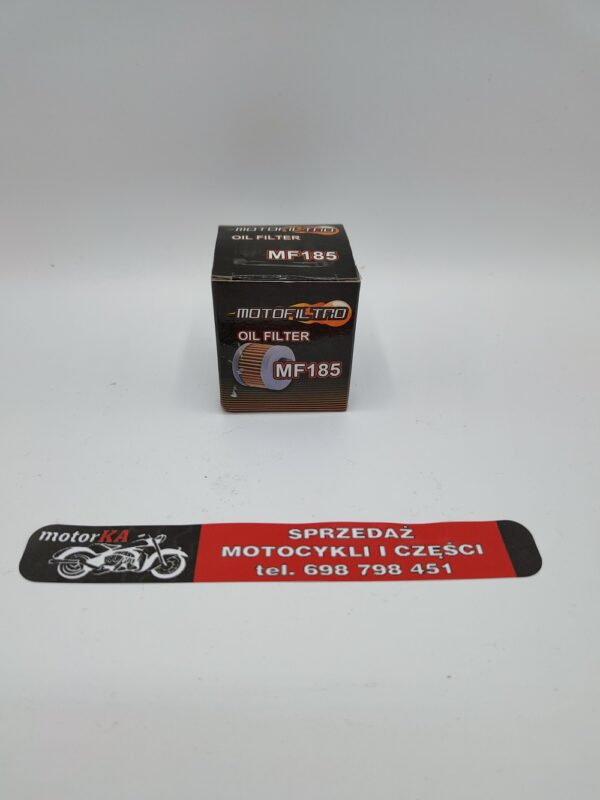 MOTOFILTRO
OIL FILTER
MF185
MOTOFILTRO
OIL FILTER
MF185
motorKA
SPRZEDAŻ
MOTOCYKLI I CZĘŚCI
tel. 698 798 451